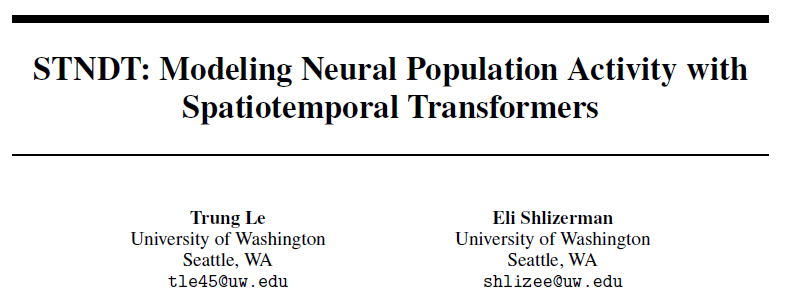 STNDT: Modeling Neural Population Activity with
Spatiotemporal Transformers
Trung Le
University of Washington
Seattle, WA
tle45@uw.edu
Eli Shlizerman
University of Washington
Seattle, WA
shlizee@uw.edu